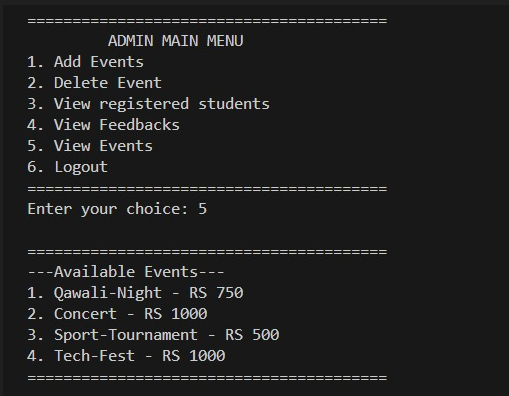 ========================================
ADMIN MAIN MENU
1. Add Events
2. Delete Event
3. View registered students
4. View Feedbacks
5. View Events
6. Logout
========================================
Enter your choice: 5
========================================
---Available Events---
1. Qawali-Night - RS 750
2. Concert - RS 1000
3. Sport-Tournament - RS 500
4. Tech-Fest - RS 1000
========================================